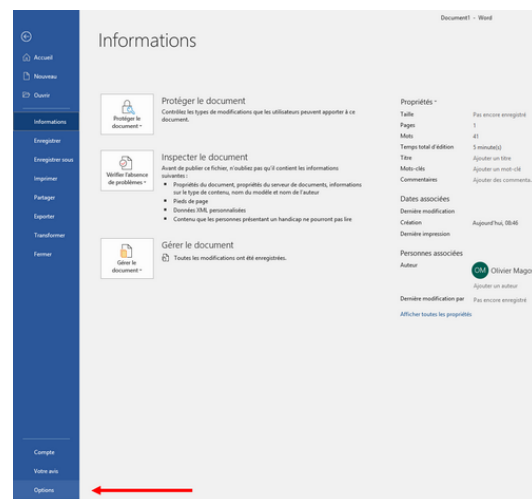 Document1 - Word
Informations
Accueil
Nouveau
Ouvrir
Informations
Enregistrer
Enregistrer sous
Imprimer
Partager
Exporter
Transformer
Fermer
Compte
Votre avis
Options
Protéger le
document
Protéger le document
Contrôlez les types de modifications que les utilisateurs peuvent apporter à ce
document.
Vérifier l'absence
de problèmes
Inspecter le document
Avant de publier ce fichier, n'oubliez pas qu'il contient les informations
suivantes :
Propriétés du document, propriétés du serveur de documents, informations
sur le type de contenu, nom du modèle et nom de l'auteur
Pieds de page
Données XML personnalisées
Contenu que les personnes présentant un handicap ne pourront pas lire
Gérer le
document
Gérer le document
Toutes les modifications ont été enregistrées.
Propriétés
Taille Pas encore enregistré
Pages 1
Mots 41
Temps total d'édition 5 minute(s)
Titre Ajouter un titre
Mots-clés Ajouter un mot-clé
Commentaires Ajouter des comments.
Dates associées
Dernière modification
Création Aujourd'hui, 08:46
Dernière impression
Personnes associées
Auteur
OM Olivier Mago
Ajouter un auteur
Dernière modification par Pas encore enregistré
Afficher toutes les propriétés